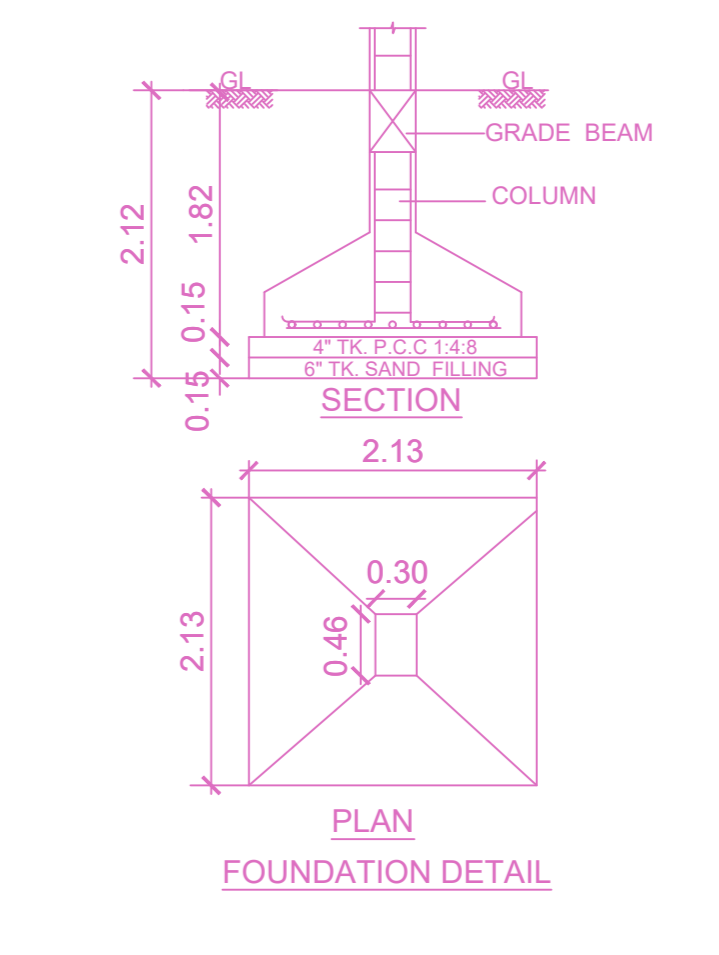 GL
GL
GRADE BEAM
COLUMN
2.12
1.82
0.15
0.15
4" TK. P.C.C 1:4:8
6" TK. SAND FILLING
SECTION
2.13
2.13
0.30
0.46
PLAN
FOUNDATION DETAIL